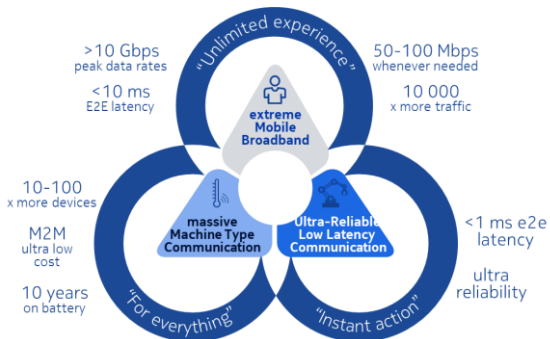 "Unlimited experience"
>10 Gbps
peak data rates
<10 ms
E2E latency
50-100 Mbps
whenever needed
10 000
x more traffic
extreme
Mobile
Broadband
10-100
x more devices
M2M
ultra low
cost
10 years
on battery
massive
Machine Type
Communication
Ultra-Reliable
Low Latency
Communication
<1 ms e2e
latency
ultra
reliability
"For everything"
"Instant action"